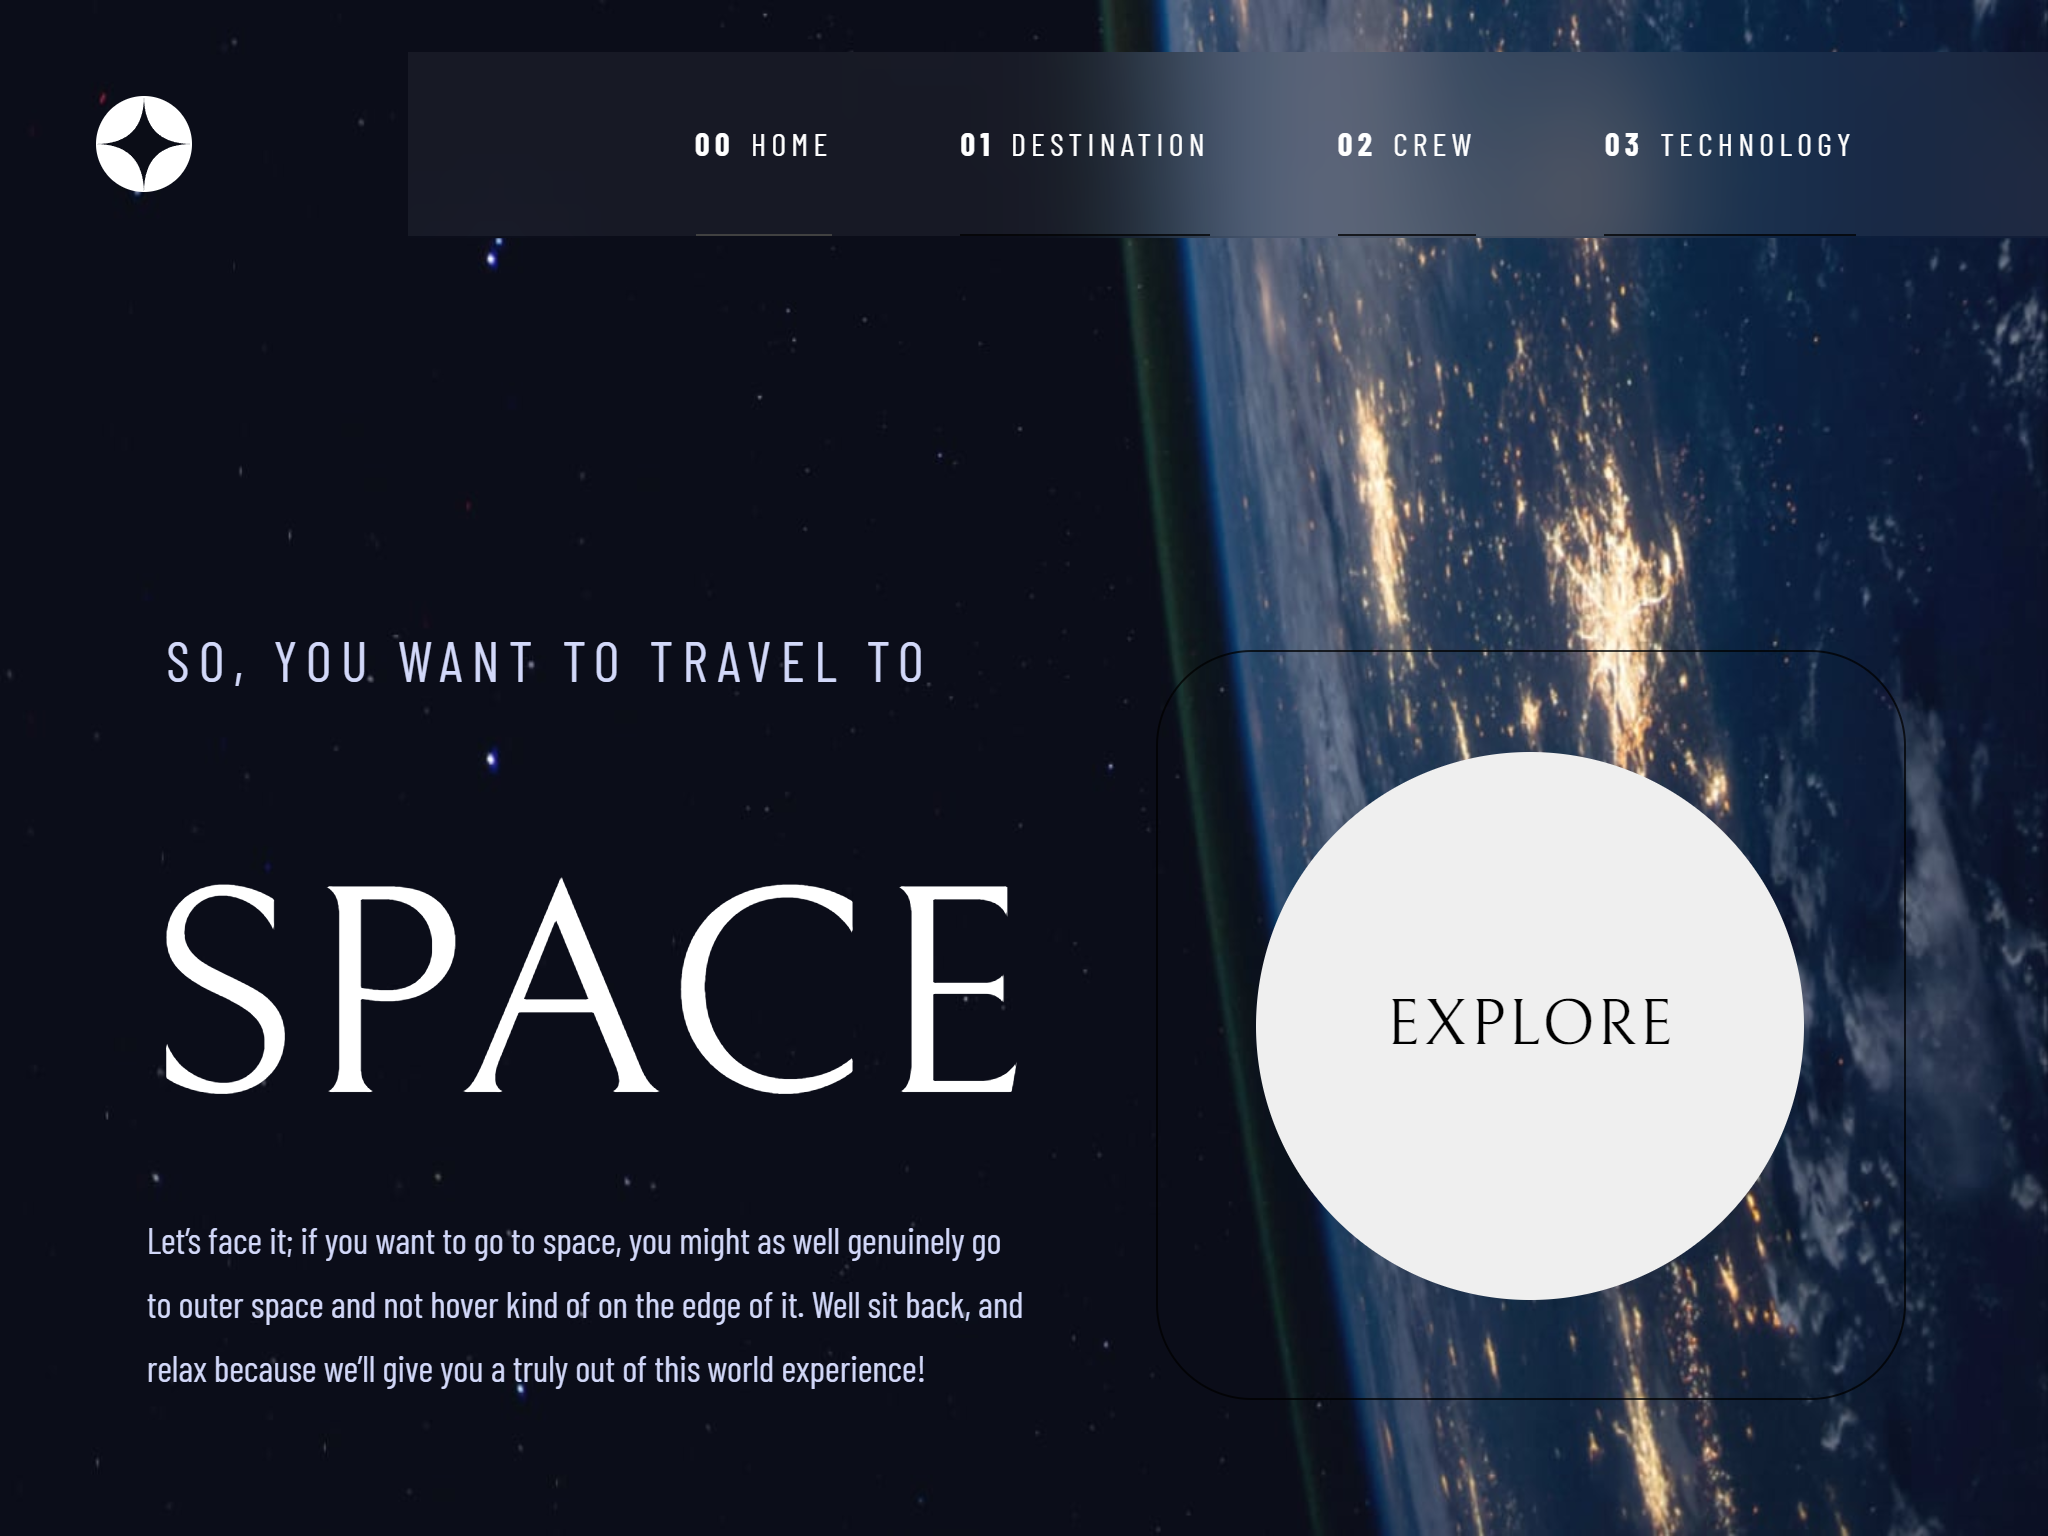 00 HOME 01 DESTINATION 02 CREW 03 TECHNOLOGY
SO, YOU WANT TO TRAVEL TO
SPACE
Let’s face it; if you want to go to space, you might as well genuinely go
to outer space and not hover kind of on the edge of it. Well sit back, and
relax because we’ll give you a truly out of this world experience!
EXPLORE